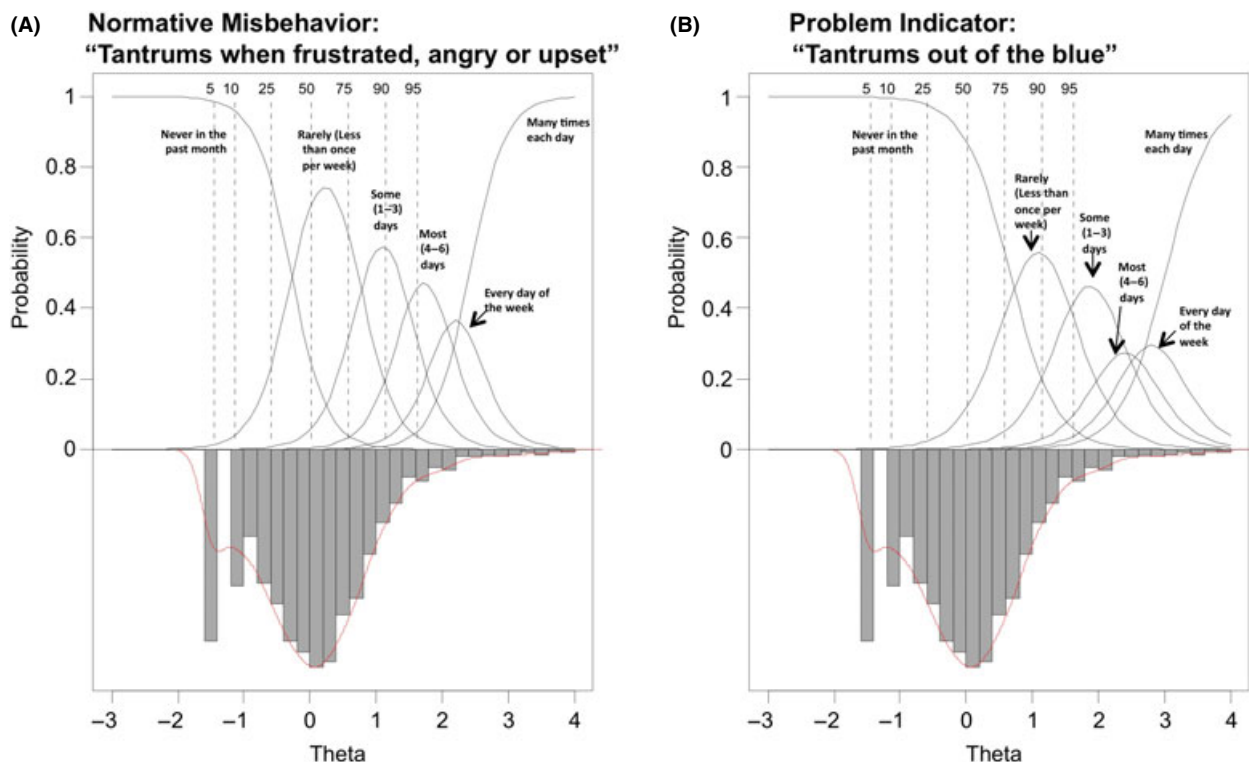 (A)
Normative Misbehavior:
“Tantrums when frustrated, angry or upset”
5 10 25 50 75 90 95
Never in the
past month
Rarely (Less
than once
per week)
Some
(1–3)
days
Most
(4–6)
days
Every day of
the week
Many times
each day
Probability
1
0.8
0.6
0.4
0.2
0
–3 –2 –1 0 1 2 3 4
Theta
(B)
Problem Indicator:
“Tantrums out of the blue”
5 10 25 50 75 90 95
Never in the
past month
Rarely
(Less than
once per
week)
Some
(1–3)
days
Most
(4–6)
days
Every day
of the
week
Many times
each day
Probability
1
0.8
0.6
0.4
0.2
0
–3 –2 –1 0 1 2 3 4
Theta